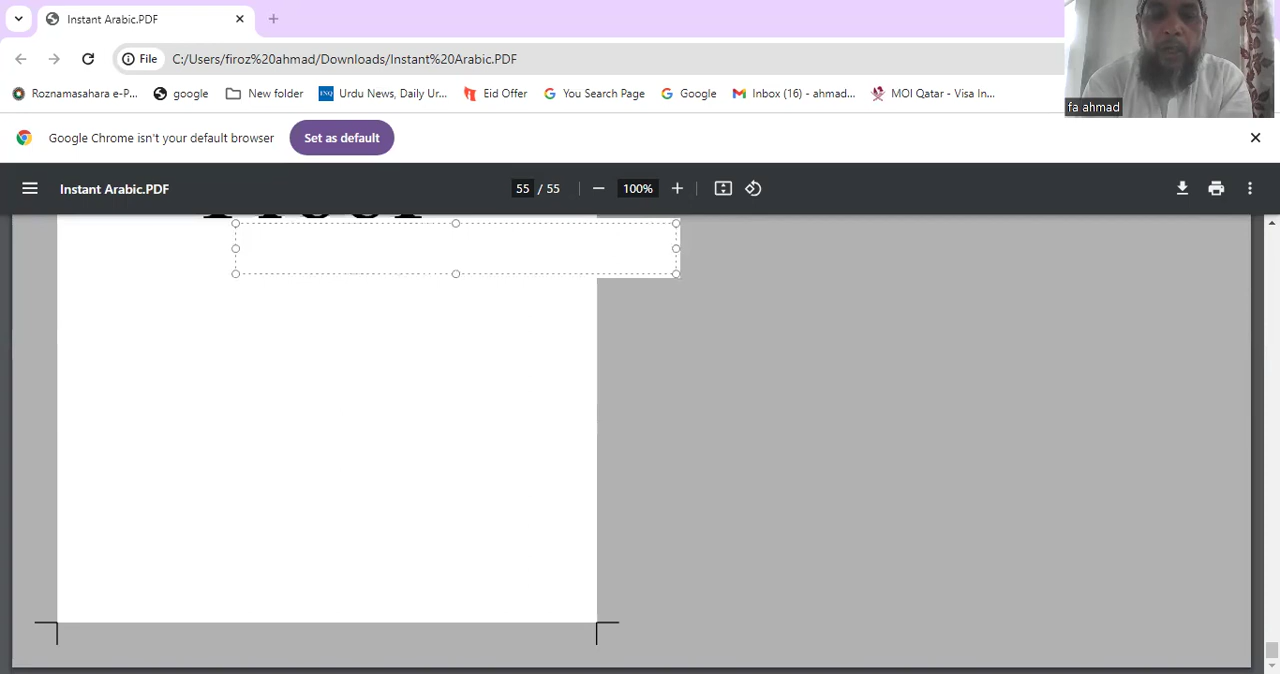 Instant Arabic.PDF
File
C:/Users/firoz%20ahmad/Downloads/Instant%20Arabic.PDF
Roznamasahara e-P...
google
New folder
Urdu News, Daily Ur...
Eid Offer
You Search Page
Google
Inbox (16) - ahmad...
MOI Qatar - Visa In...
fa ahmad
Google Chrome isn't your default browser
Set as default
Instant Arabic.PDF
55 / 55
100%